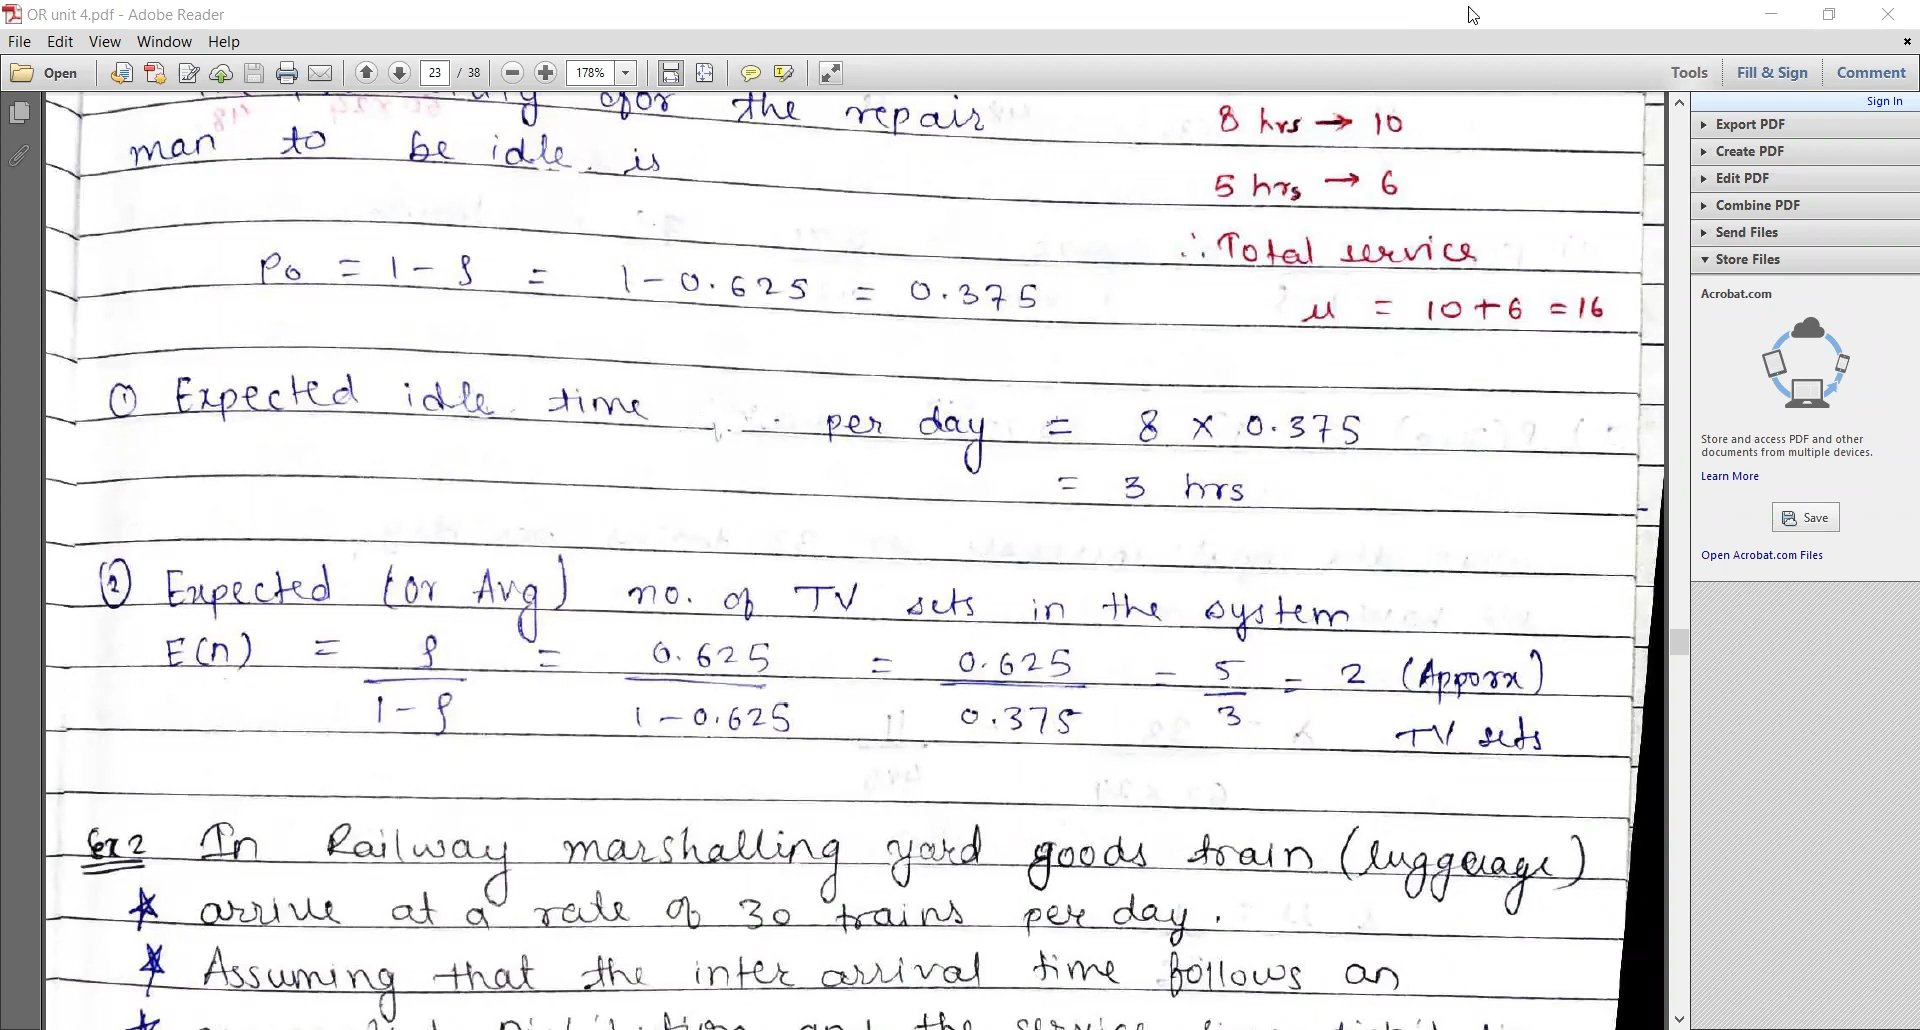 OR unit 4.pdf - Adobe Reader
File Edit View Window Help
Open 23 / 38 178% Tools Fill & Sign Comment
Sign In
Export PDF
Create PDF
Edit PDF
Combine PDF
Send Files
Store Files
Acrobat.com
Store and access PDF and other
documents from multiple devices.
Learn More
Save
Open Acrobat.com Files
for the repair
man to be idle is
8 hrs → 10
5 hrs → 6
∴ Total service
μ = 10+6 = 16
P0 = 1 - ρ = 1 - 0.625 = 0.375
① Expected idle time per day = 8 × 0.375
= 3 hrs
② Expected (or Avg) no. of TV sets in the system
E(n) = ρ / 1-ρ = 0.625 / 1-0.625 = 0.625 / 0.375 = 5/3 = 2 (Apporx)
TV sets
Ex 2 In Railway marshalling yard goods train (luggerage)
* arrive at a rate of 30 trains per day.
* Assuming that the inter arrival time follows an